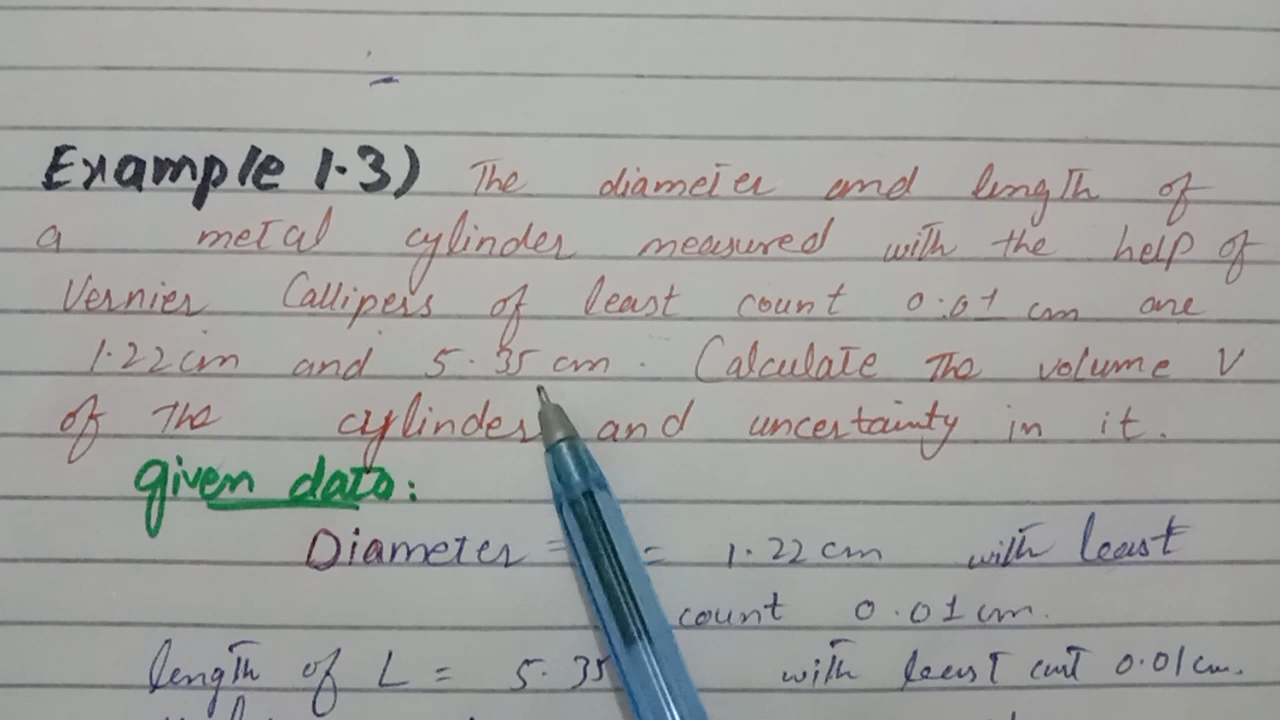 Example 1.3) The diameter and length of
a metal cylinder measured with the help of
Vernier Callipers of least count 0.01 cm are
1.22 cm and 5.35 cm. Calculate the volume V
of the cylinder and uncertainty in it.
given data:
Diameter = = 1.22 cm with least
count 0.01 cm.
length of L = 5.35 with least cunt 0.01 cm.